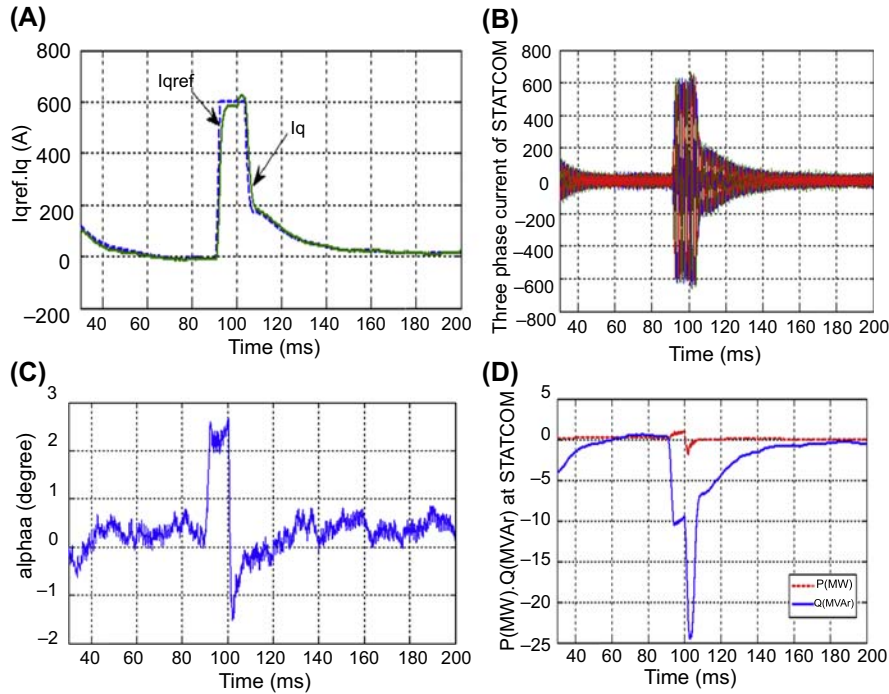 (A)
800
600
400
200
0
–200
Iqref.Iq (A)
Iqref
Iq
40 60 80 100 120 140 160 180 200
Time (ms)
(B)
800
600
400
200
0
–200
–400
–600
–800
Three phase current of STATCOM
40 60 80 100 120 140 160 180 200
Time (ms)
(C)
3
2
1
0
–1
–2
alphaa (degree)
40 60 80 100 120 140 160 180 200
Time (ms)
(D)
5
0
–5
–10
–15
–20
–25
P(MW).Q(MVAr) at STATCOM
P(MW)
Q(MVAr)
40 60 80 100 120 140 160 180 200
Time (ms)